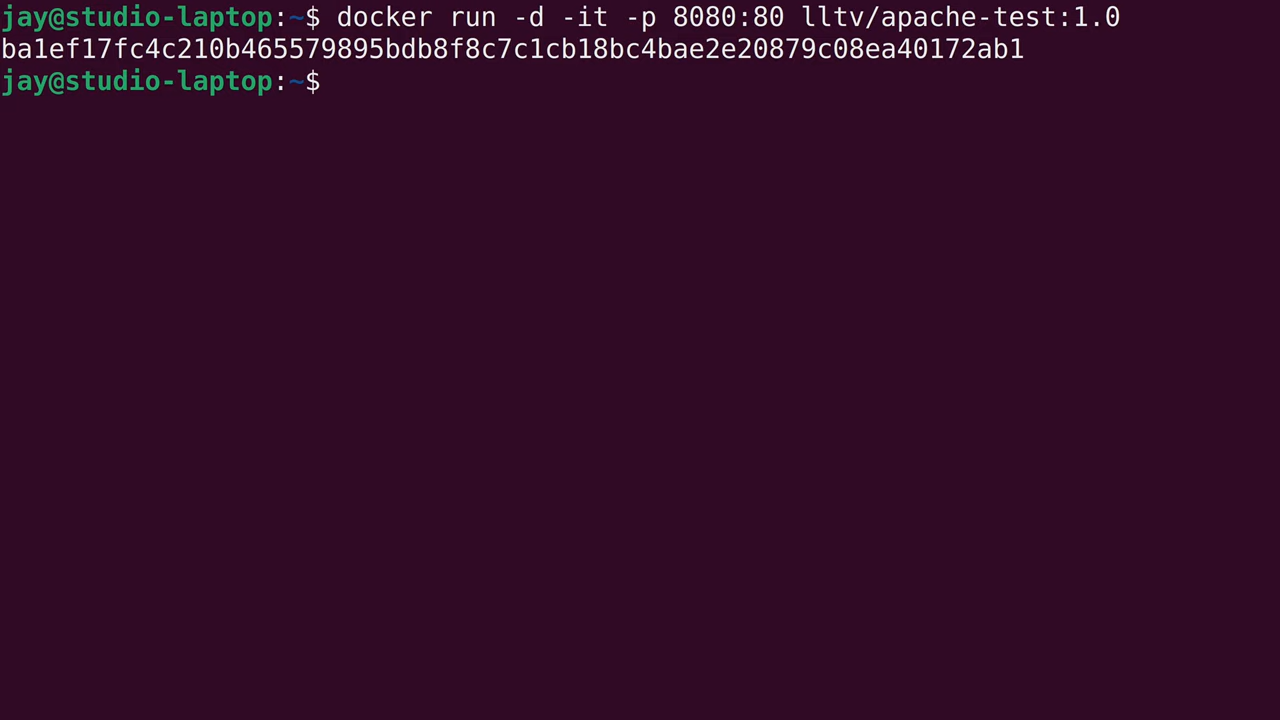 jay@studio-laptop:~$ docker run -d -it -p 8080:80 lltv/apache-test:1.0
ba1ef17fc4c210b465579895bdb8f8c7c1cb18bc4bae2e20879c08ea40172ab1
jay@studio-laptop:~$